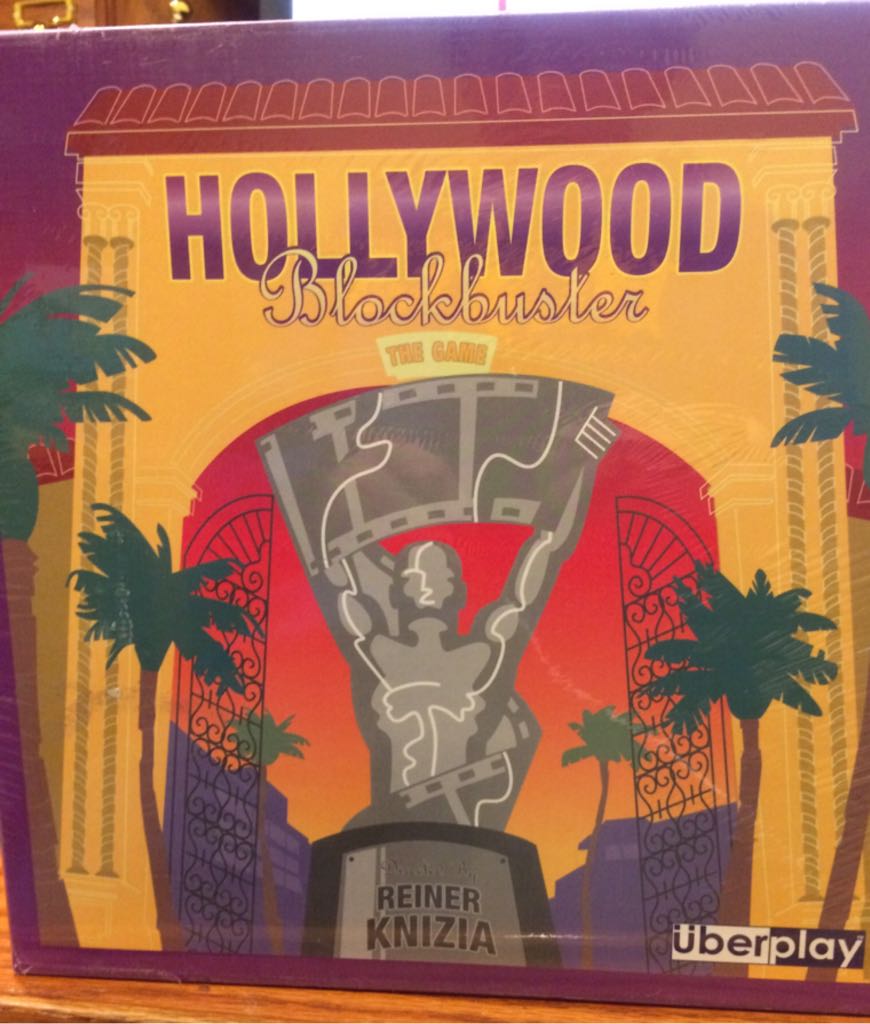 HOLLYWOOD
Blockbuster
THE GAME
REINER
KNIZIA
überplay